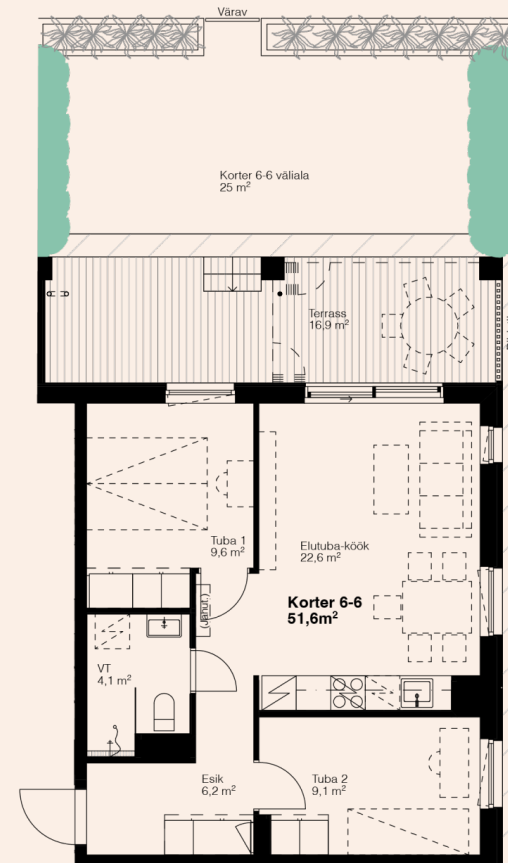 Värav
Korter 6-6 väliala
25 m²
Terrass
16,9 m²
Tuba 1
9,6 m²
Elutuba-köök
22,6 m²
(Jahut.)
Korter 6-6
51,6m²
VT
4,1 m²
Esik
6,2 m²
Tuba 2
9,1 m²